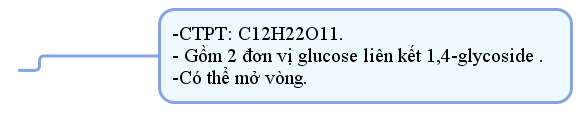 -CTPT: C12H22O11.
- Gồm 2 đơn vị glucose liên kết 1,4-glycoside .
-Có thể mở vòng.